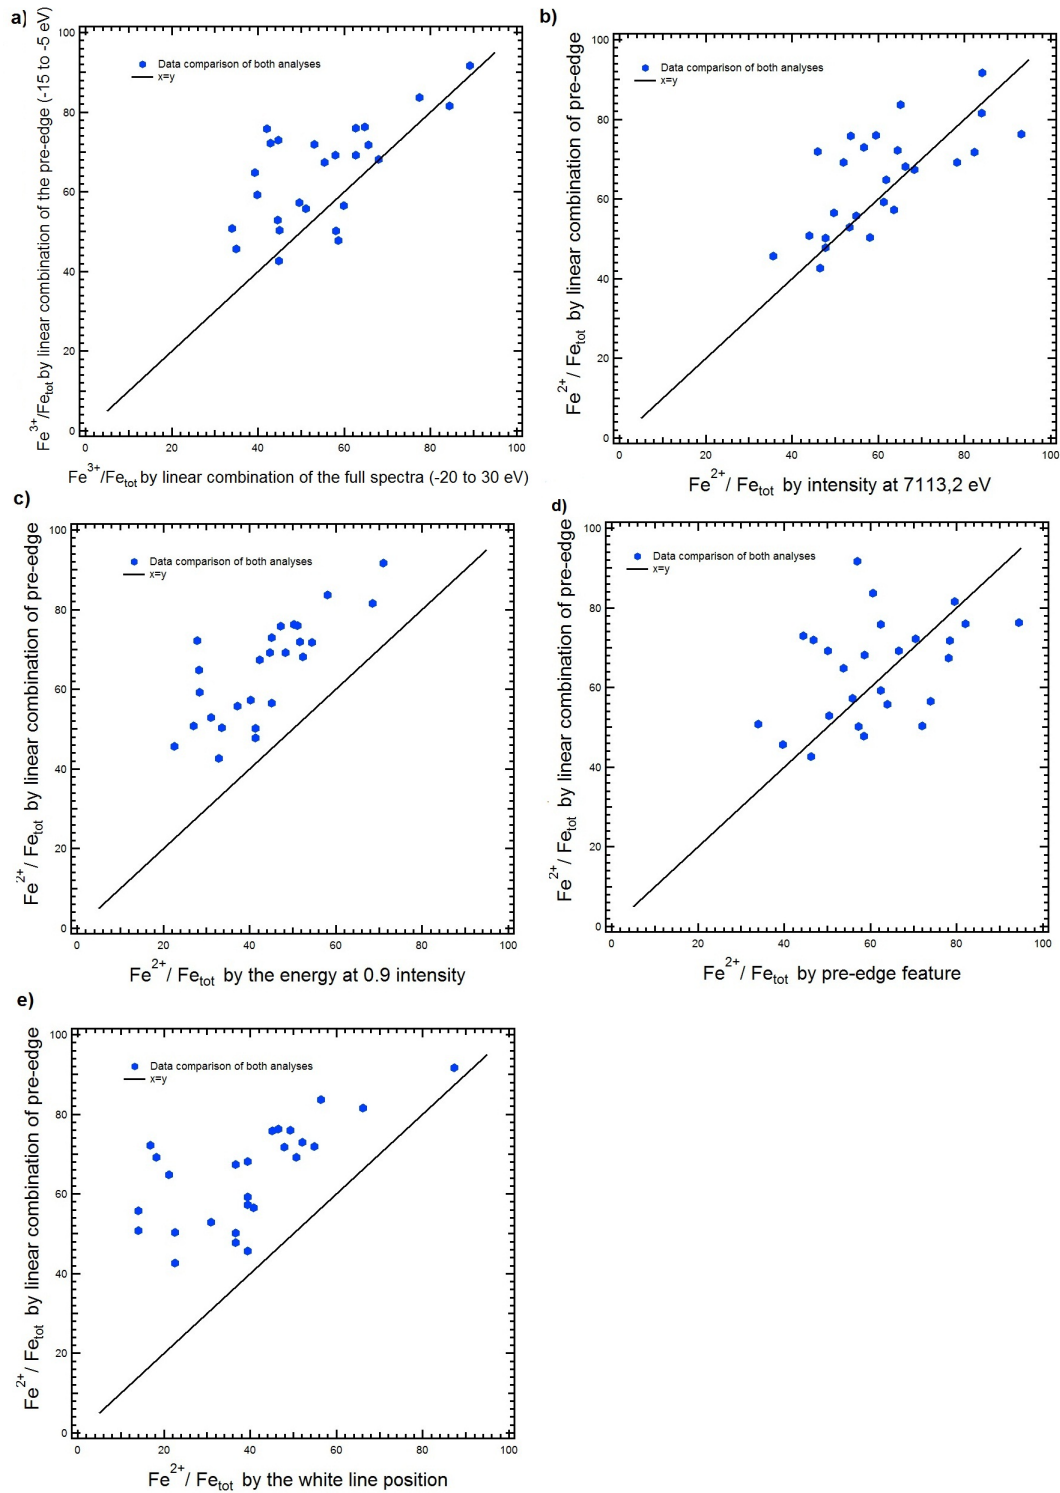 a)
Fe3+/Fetot by linear combination of the pre-edge (-15 to -5 eV)
100
80
60
40
20
0
Data comparison of both analyses
x=y
0 20 40 60 80 100
Fe3+/Fetot by linear combination of the full spectra (-20 to 30 eV)
b)
Fe2+/ Fetot by linear combination of pre-edge
100
80
60
40
20
0
Data comparison of both analyses
x=y
0 20 40 60 80 100
Fe2+/ Fetot by intensity at 7113,2 eV
c)
Fe2+/ Fetot by linear combination of pre-edge
100
80
60
40
20
0
Data comparison of both analyses
x=y
0 20 40 60 80 100
Fe2+/ Fetot by the energy at 0.9 intensity
d)
Fe2+/ Fetot by linear combination of pre-edge
100
80
60
40
20
0
Data comparison of both analyses
x=y
0 20 40 60 80 100
Fe2+/ Fetot by pre-edge feature
e)
Fe2+/ Fetot by linear combination of pre-edge
100
80
60
40
20
0
Data comparison of both analyses
x=y
0 20 40 60 80 100
Fe2+/ Fetot by the white line position